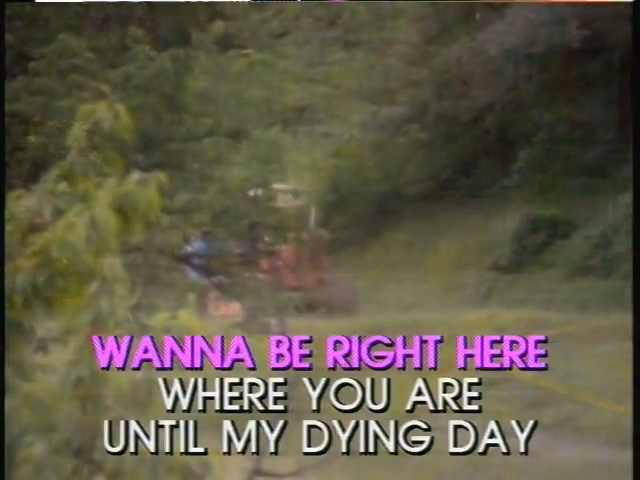 WANNA BE RIGHT HERE
WHERE YOU ARE
UNTIL MY DYING DAY